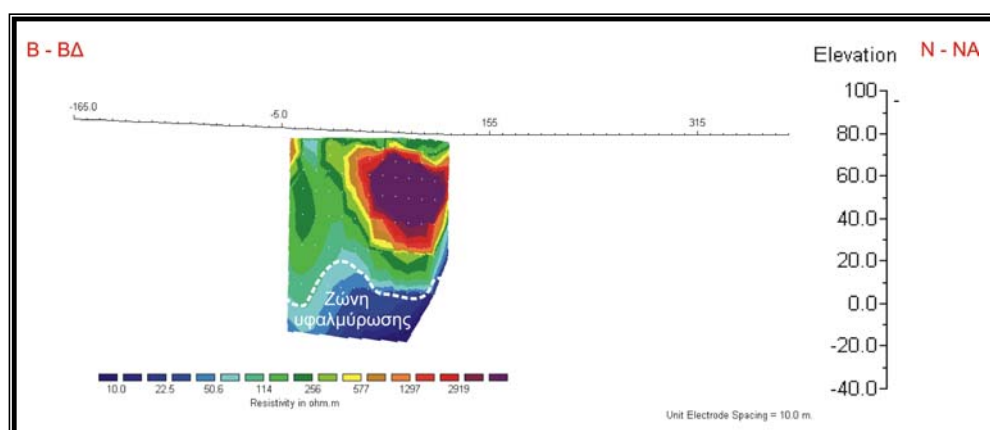 Β - ΒΔ
Elevation
Ν - ΝΑ
-165.0
-5.0
155
315
100
80.0
60.0
40.0
20.0
0.0
-20.0
-40.0
Ζώνη
υφαλμύρωσης
10.0 22.5 50.6 114 256 577 1297 2919
Resistivity in ohm.m
Unit Electrode Spacing = 10.0 m.